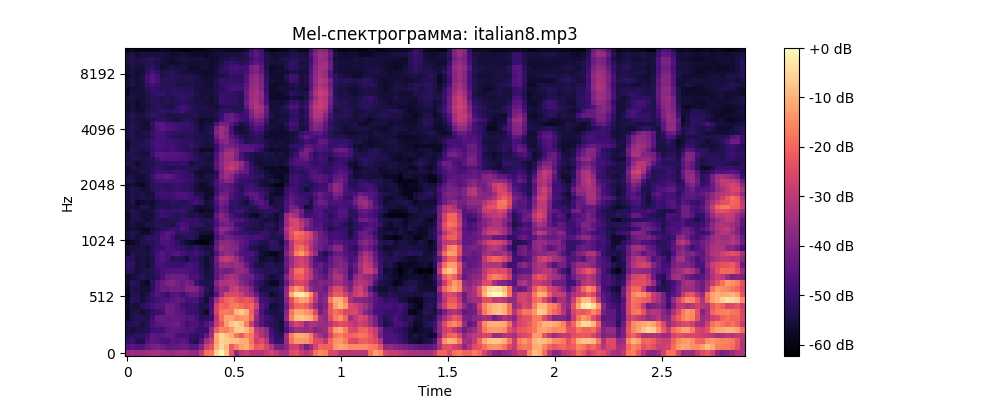 Mel-спектрограмма: italian8.mp3
8192
4096
2048
1024
512
0
Hz
0
0.5
1
1.5
2
2.5
Time
+0 dB
-10 dB
-20 dB
-30 dB
-40 dB
-50 dB
-60 dB